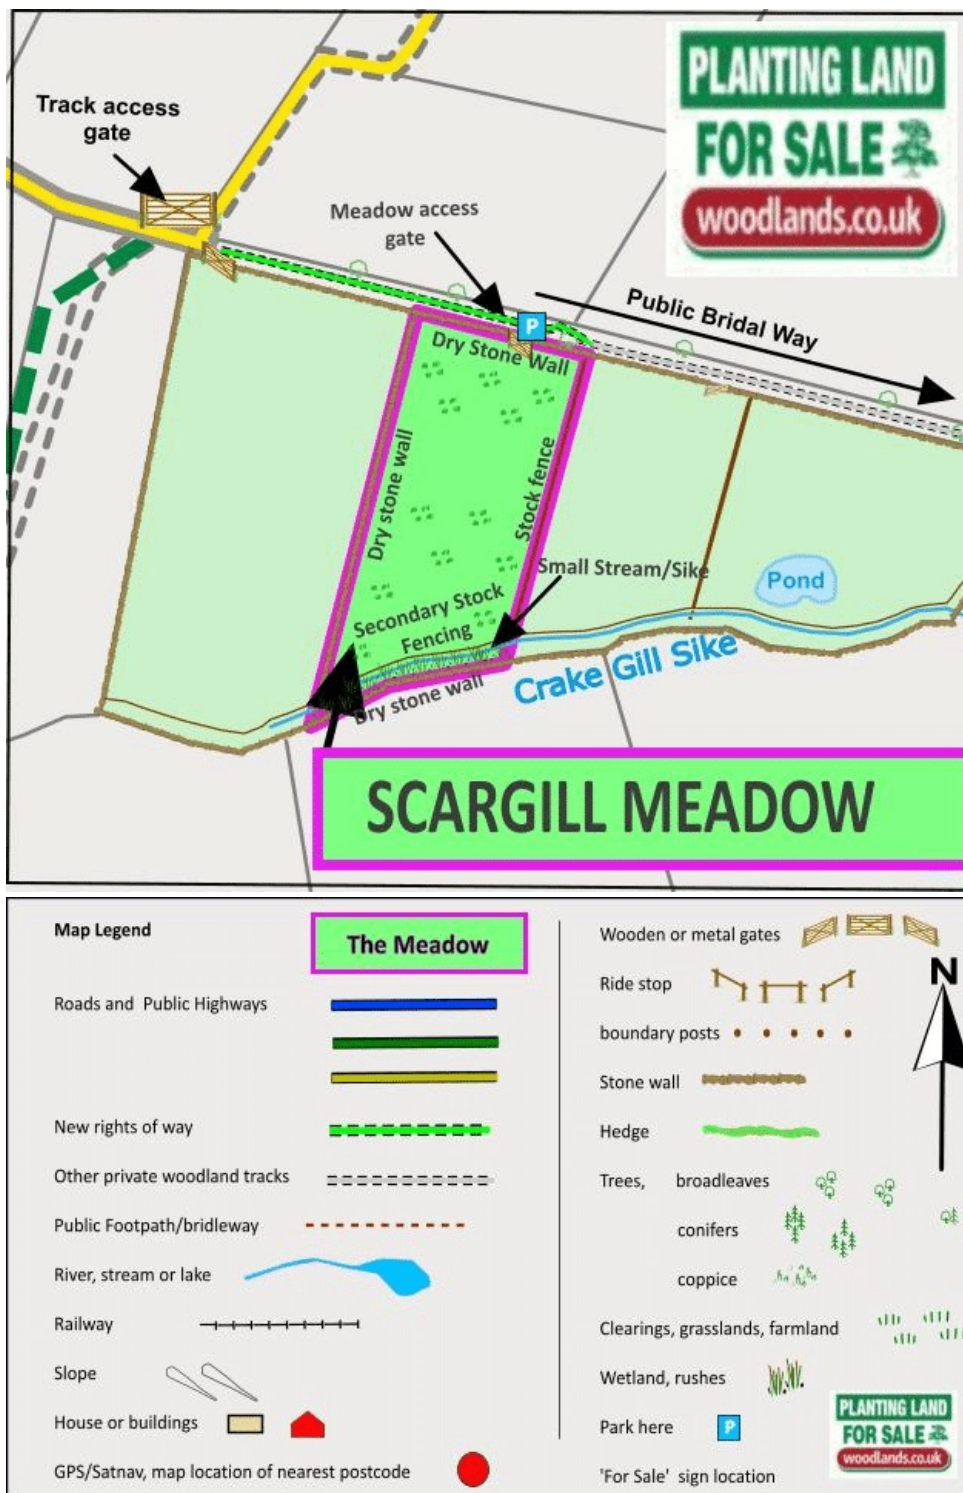 PLANTING LAND
FOR SALE
woodlands.co.uk
Track access
gate
Meadow access
gate
P
Public Bridal Way
Dry Stone Wall
Dry stone wall
Stock fence
Small Stream/Sike
Pond
Secondary Stock
Fencing
Crake Gill Sike
Dry stone wall
SCARGILL MEADOW
Map Legend
The Meadow
Roads and Public Highways
New rights of way
Other private woodland tracks
Public Footpath/bridleway
River, stream or lake
Railway
Slope
House or buildings
GPS/Satnav, map location of nearest postcode
Wooden or metal gates
N
Ride stop
boundary posts
Stone wall
Hedge
Trees, broadleaves
conifers
coppice
Clearings, grasslands, farmland
Wetland, rushes
Park here P
'For Sale' sign location
PLANTING LAND
FOR SALE
woodlands.co.uk